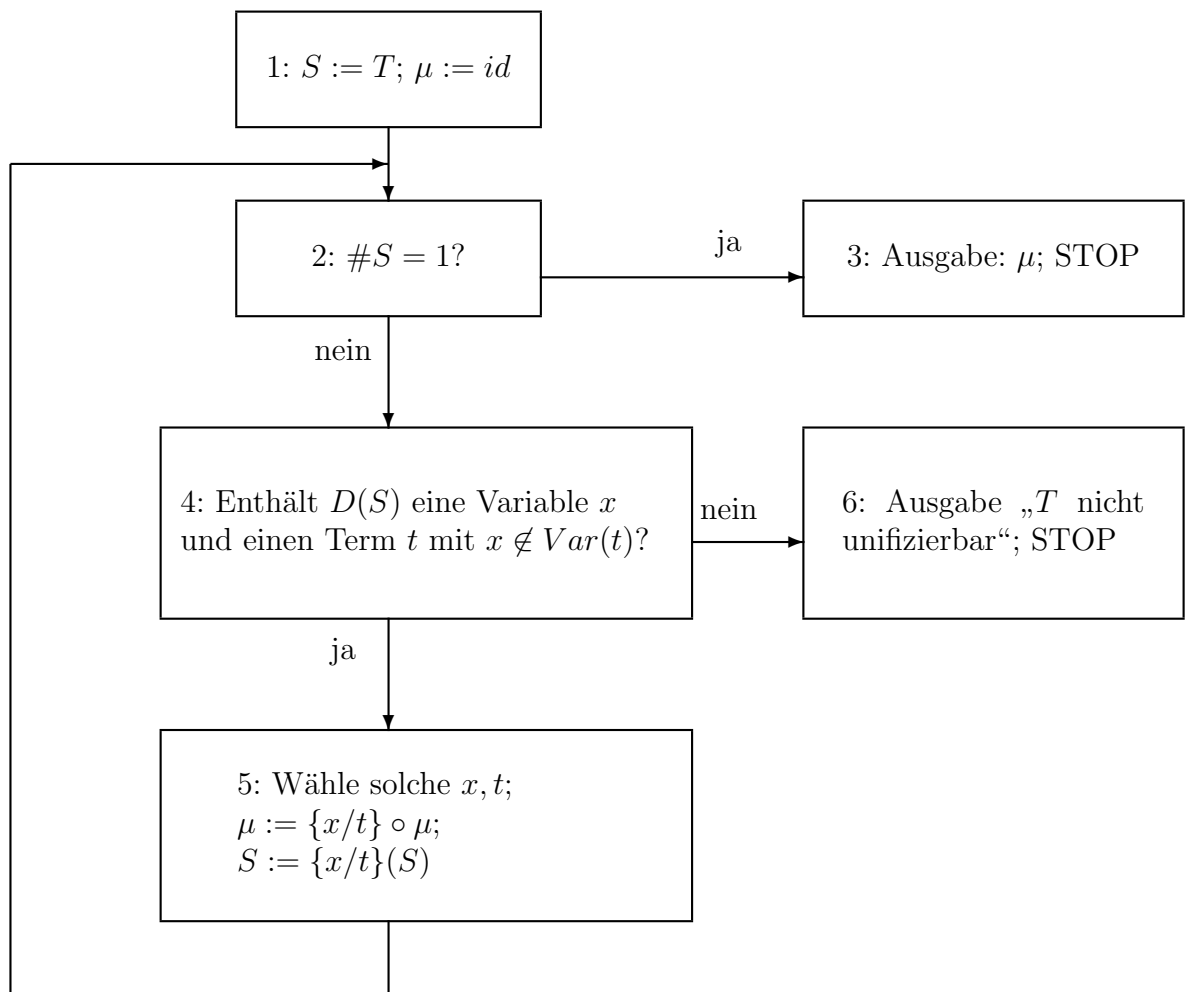 1: S := T; μ := id
2: #S = 1?
ja
3: Ausgabe: μ; STOP
nein
4: Enthält D(S) eine Variable x
und einen Term t mit x ∉ Var(t)?
nein
6: Ausgabe „T nicht
unifizierbar“; STOP
ja
5: Wähle solche x, t;
μ := {x/t} ∘ μ;
S := {x/t}(S)